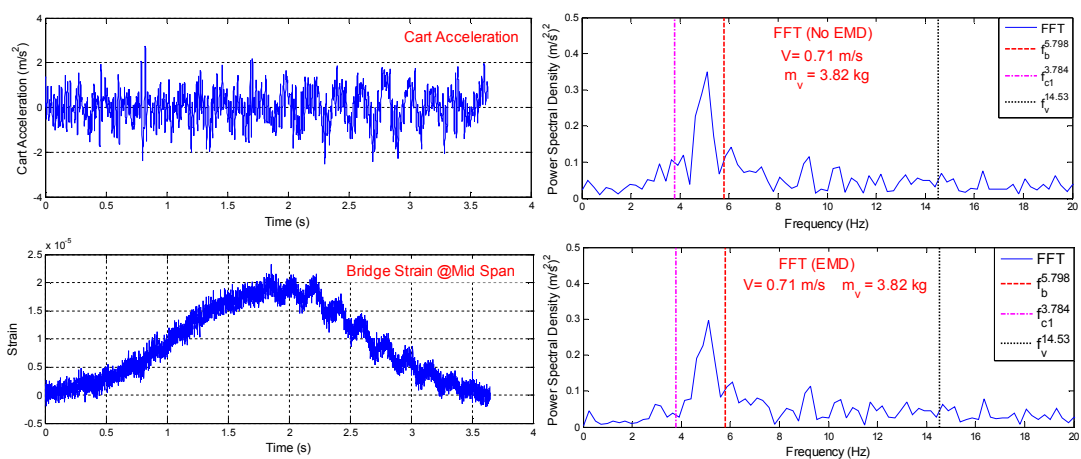 Cart Acceleration
Cart Acceleration (m/s²)
4
2
0
-2
-4
0 0.5 1 1.5 2 2.5 3 3.5 4
Time (s)
FFT (No EMD)
V= 0.71 m/s
m_v = 3.82 kg
FFT
f_b^5.798
f_c1^3.784
f_v^14.53
Power Spectral Density (m/s²)²
0.5
0.4
0.3
0.2
0.1
0
0 2 4 6 8 10 12 14 16 18 20
Frequency (Hz)
x 10^-5
Bridge Strain @Mid Span
Strain
2.5
2
1.5
1
0.5
0
-0.5
0 0.5 1 1.5 2 2.5 3 3.5 4
Time (s)
FFT (EMD)
V= 0.71 m/s m_v = 3.82 kg
FFT
f_b^5.798
f_c1^3.784
f_v^14.53
Power Spectral Density (m/s²)²
0.5
0.4
0.3
0.2
0.1
0
0 2 4 6 8 10 12 14 16 18 20
Frequency (Hz)